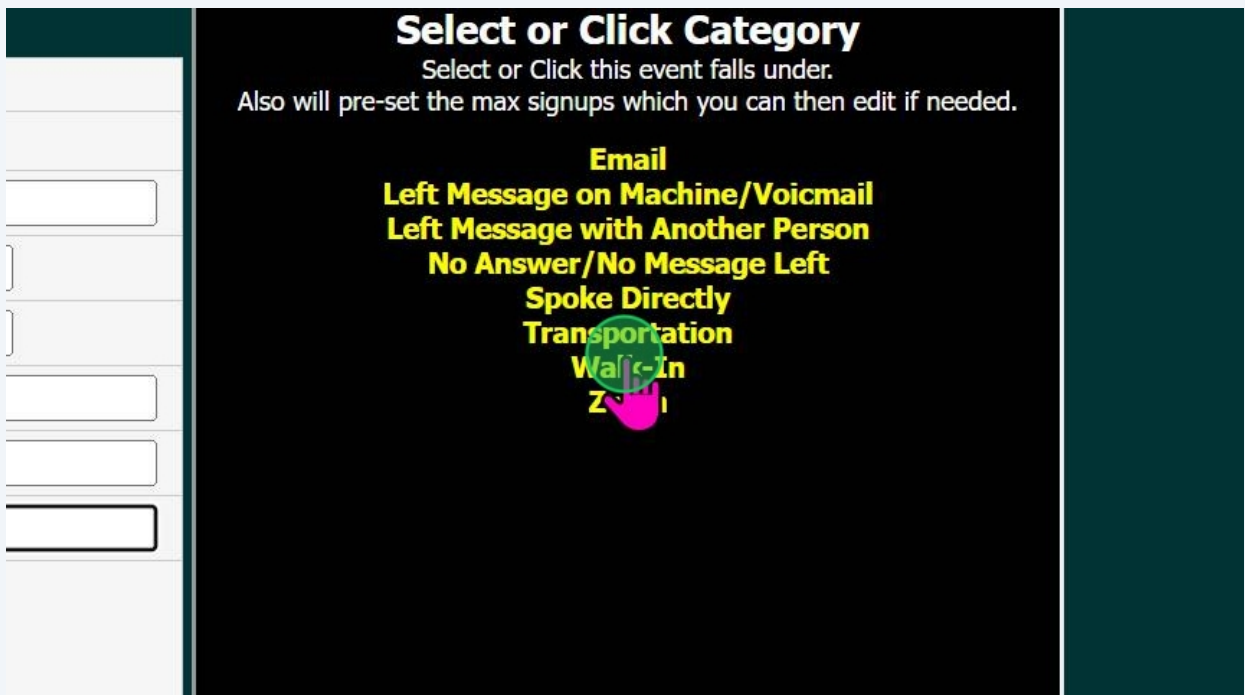 Select or Click Category
Select or Click this event falls under.
Also will pre-set the max signups which you can then edit if needed.
Email
Left Message on Machine/Voicmail
Left Message with Another Person
No Answer/No Message Left
Spoke Directly
Transportation
Walk-In